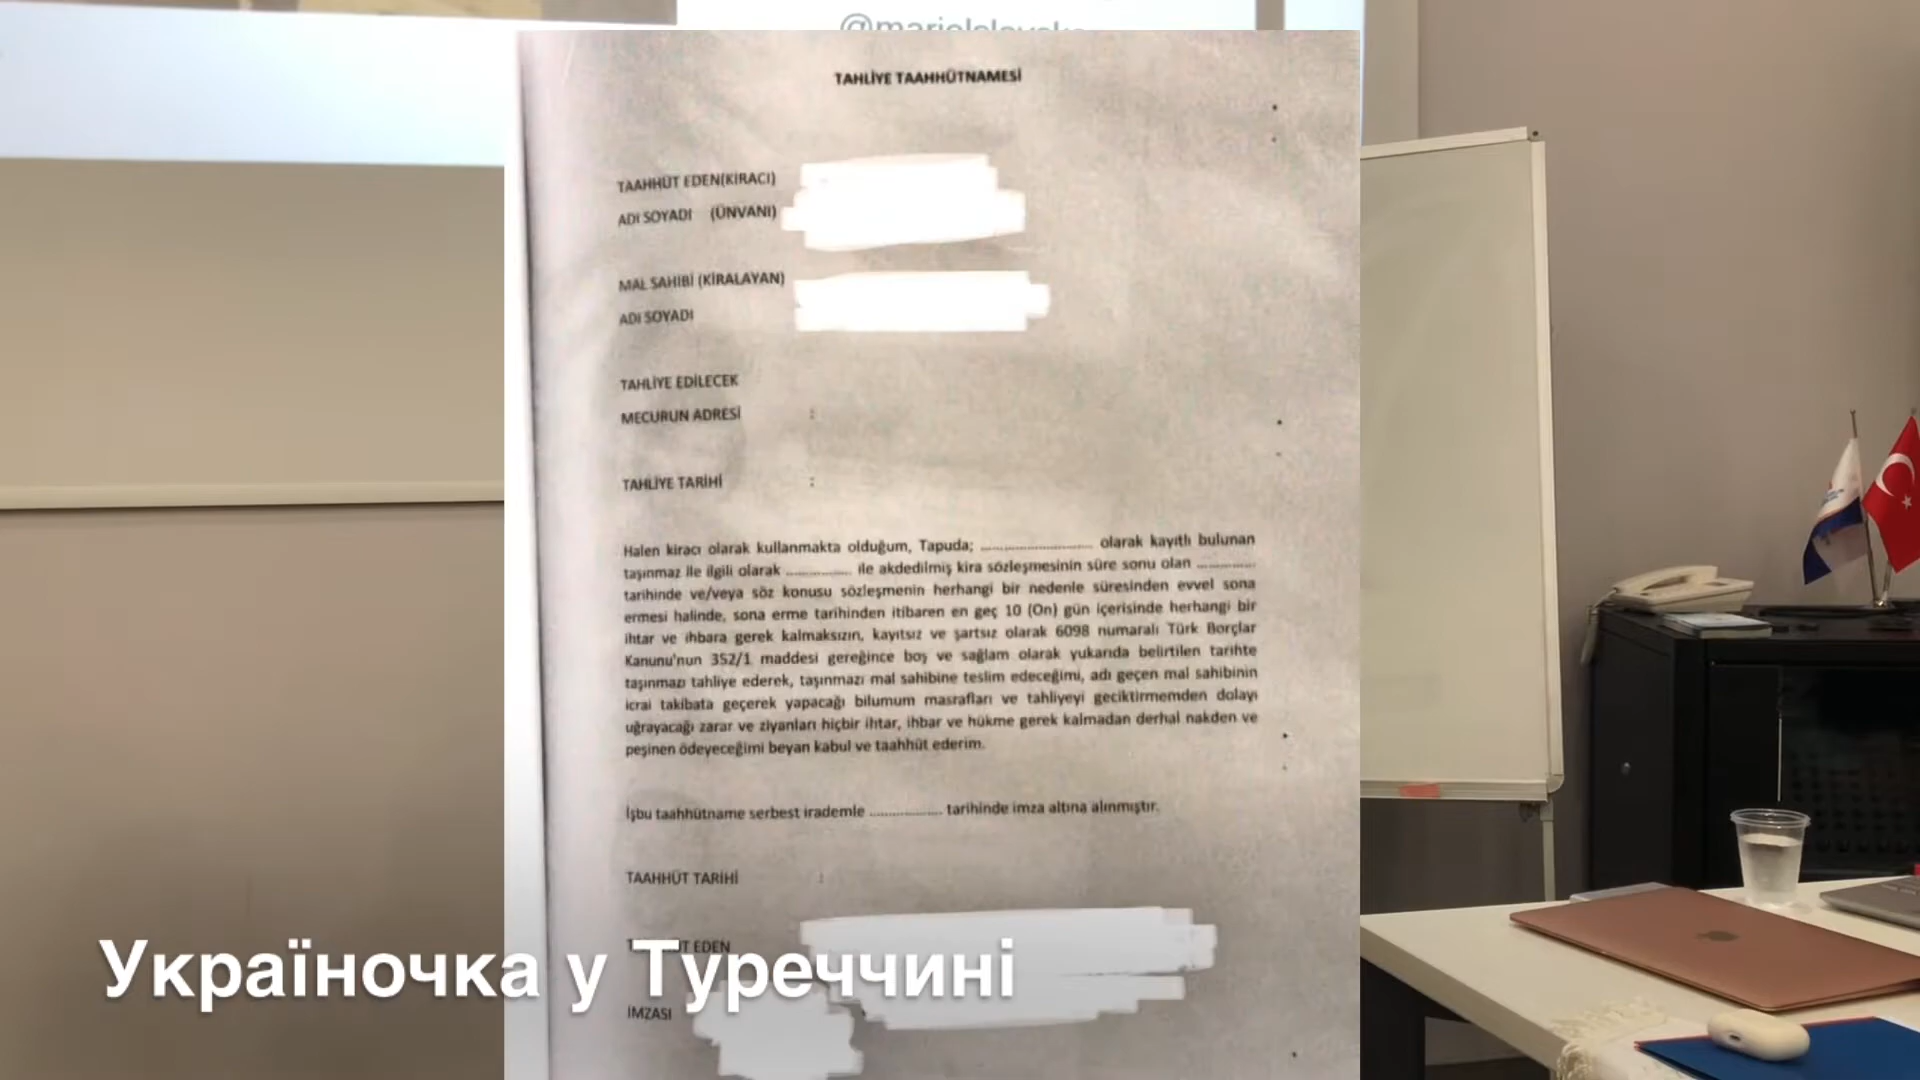 TAHLİYE TAAHHÜTNAMESİ
TAAHHÜT EDEN(KİRACI)
ADI SOYADI (ÜNVANI)
MAL SAHİBİ (KİRALAYAN)
ADI SOYADI
TAHLİYE EDİLECEK
MECURUN ADRESİ :
TAHLİYE TARİHİ :
Halen kiracı olarak kullanmakta olduğum, Tapuda; .......................... olarak kayıtlı bulunan
taşınmaz ile ilgili olarak ................ ile akdedilmiş kira sözleşmesinin süre sonu olan ..............
tarihinde ve/veya söz konusu sözleşmenin herhangi bir nedenle süresinden evvel sona
ermesi halinde, sona erme tarihinden itibaren en geç 10 (On) gün içerisinde herhangi bir
ihtar ve ihbara gerek kalmaksızın, kayıtsız ve şartsız olarak 6098 numaralı Türk Borçlar
Kanunu'nun 352/1 maddesi gereğince boş ve sağlam olarak yukarıda belirtilen tarihte
taşınmazı tahliye ederek, taşınmazı mal sahibine teslim edeceğimi, adı geçen mal sahibinin
icrai takibata geçerek yapacağı bilumum masrafları ve tahliyeyi geciktirmemden dolayı
uğrayacağı zarar ve ziyanları hiçbir ihtar, ihbar ve hükme gerek kalmadan derhal nakden ve
peşinen ödeyeceğimi beyan kabul ve taahhüt ederim.
İşbu taahhütname serbest irademle .................. tarihinde imza altına alınmıştır.
TAAHHÜT TARİHİ :
EDEN
İMZASI
Україночка у Туреччині